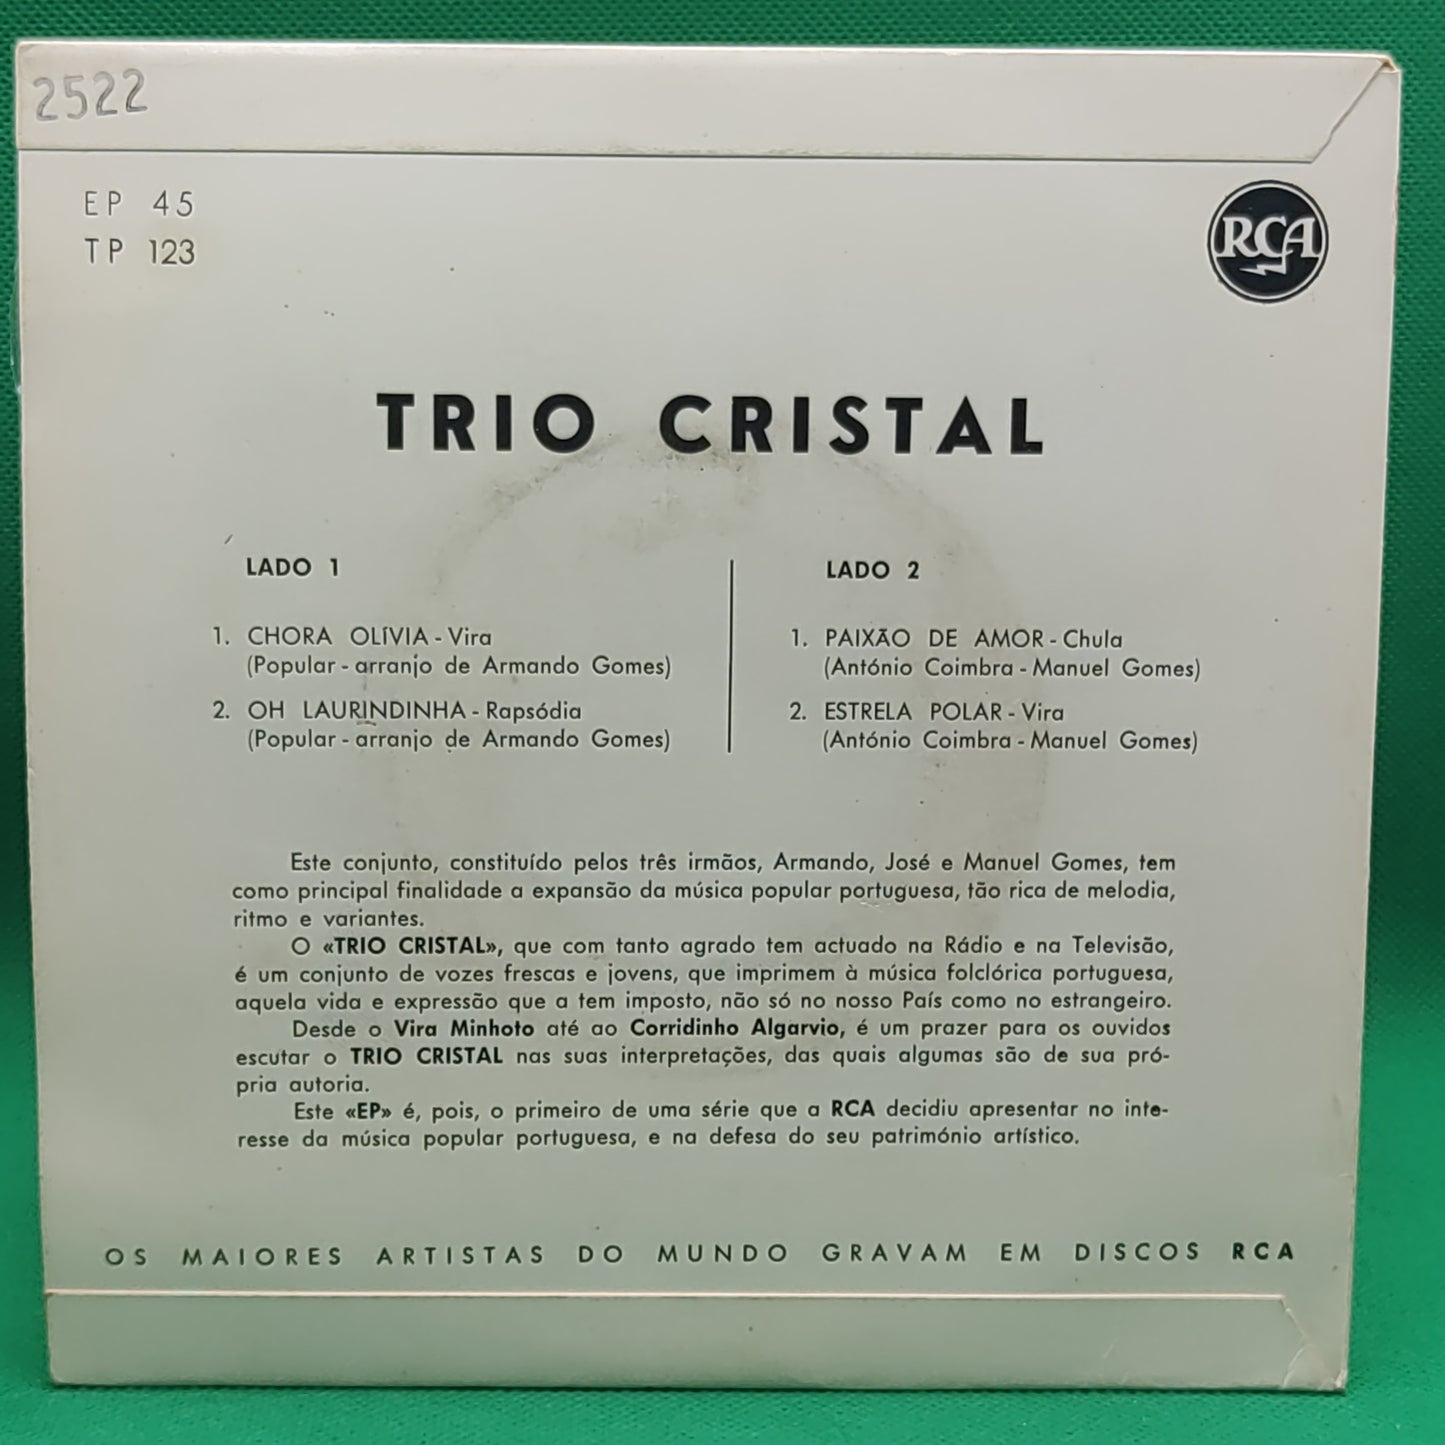 2522
EP 45
TP 123
RCA
TRIO CRISTAL
LADO 1
1. CHORA OLÍVIA - Vira
(Popular - arranjo de Armando Gomes)
2. OH LAURINDINHA - Rapsódia
(Popular - arranjo de Armando Gomes)
LADO 2
1. PAIXÃO DE AMOR - Chula
(António Coimbra - Manuel Gomes)
2. ESTRELA POLAR - Vira
(António Coimbra - Manuel Gomes)
Este conjunto, constituído pelos três irmãos, Armando, José e Manuel Gomes, tem
como principal finalidade a expansão da música popular portuguesa, tão rica de melodia,
ritmo e variantes.
O «TRIO CRISTAL», que com tanto agrado tem actuado na Rádio e na Televisão,
é um conjunto de vozes frescas e jovens, que imprimem à música folclórica portuguesa,
aquela vida e expressão que a tem imposto, não só no nosso País como no estrangeiro.
Desde o Vira Minhoto até ao Corridinho Algarvio, é um prazer para os ouvidos
escutar o TRIO CRISTAL nas suas interpretações, das quais algumas são de sua pró-
pria autoria.
Este «EP» é, pois, o primeiro de uma série que a RCA decidiu apresentar no inte-
resse da música popular portuguesa, e na defesa do seu património artístico.
OS MAIORES ARTISTAS DO MUNDO GRAVAM EM DISCOS RCA